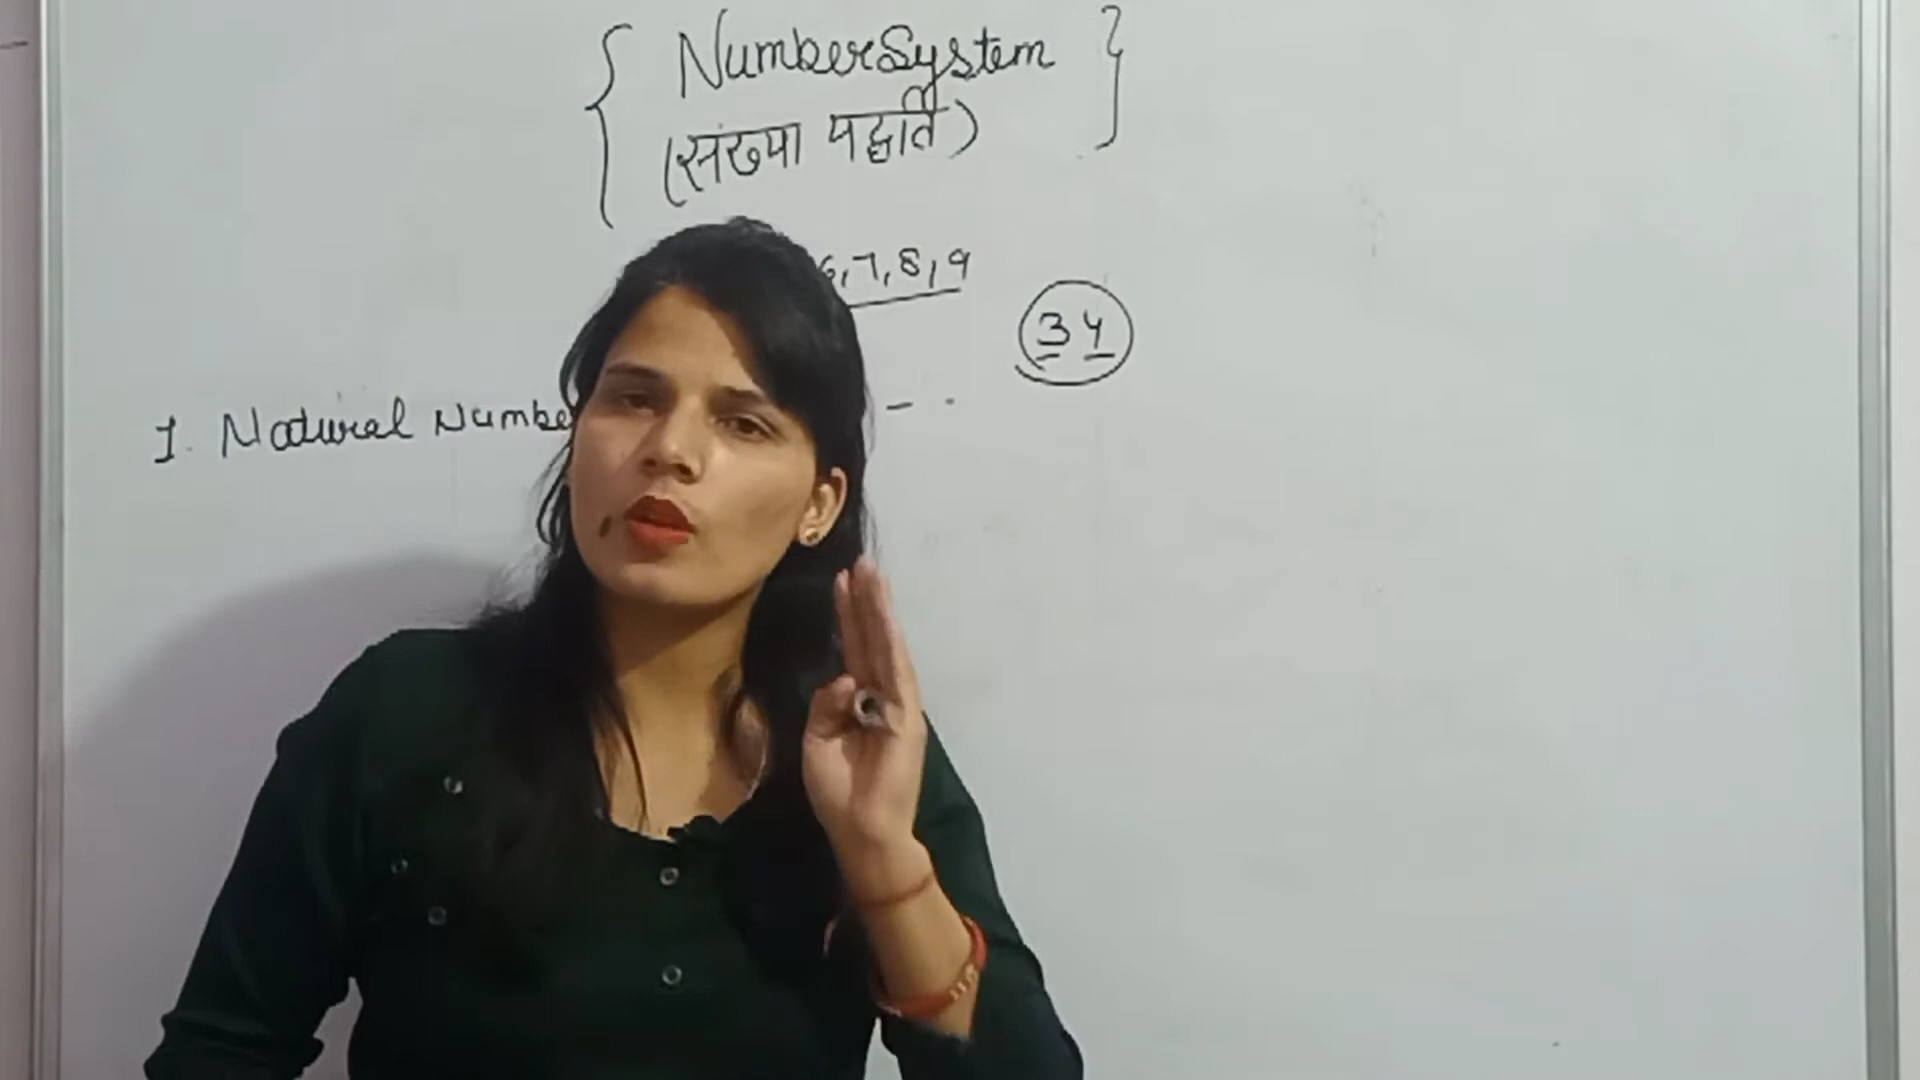 { Number System }
(संख्या पद्धति)
6, 7, 8, 9
34
1. Natural Numbe - .